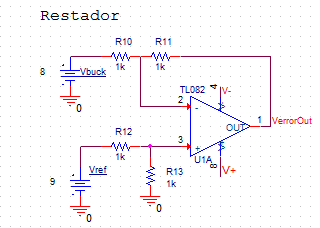 Restador
R10 R11
8 Vbuck 1k 1k
0
TL082 4 V-
2 -
OUT 1 VerrorOut
R12 3 +
1k U1A
8 V+
9 Vref R13
1k
0 0